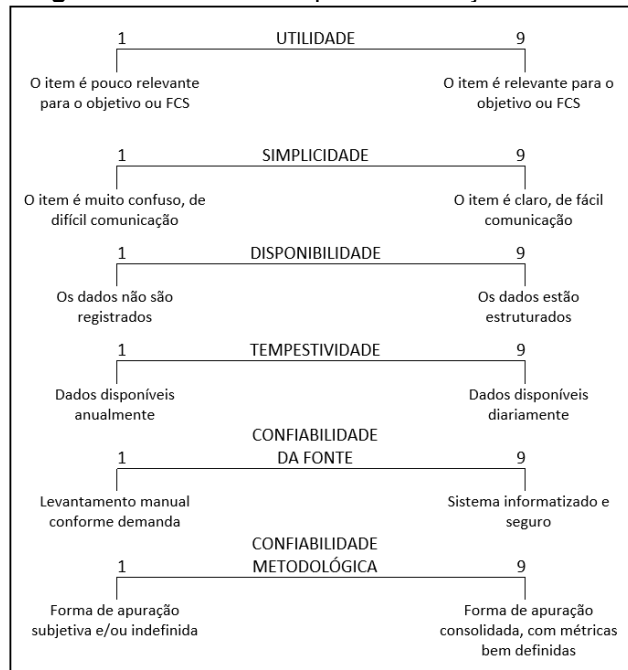 1 UTILIDADE 9
O item é pouco relevante
para o objetivo ou FCS
O item é relevante para o
objetivo ou FCS
1 SIMPLICIDADE 9
O item é muito confuso, de
difícil comunicação
O item é claro, de fácil
comunicação
1 DISPONIBILIDADE 9
Os dados não são
registrados
Os dados estão
estruturados
1 TEMPESTIVIDADE 9
Dados disponíveis
anualmente
Dados disponíveis
diariamente
CONFIABILIDADE
1 DA FONTE 9
Levantamento manual
conforme demanda
Sistema informatizado e
seguro
CONFIABILIDADE
1 METODOLÓGICA 9
Forma de apuração
subjetiva e/ou indefinida
Forma de apuração
consolidada, com métricas
bem definidas